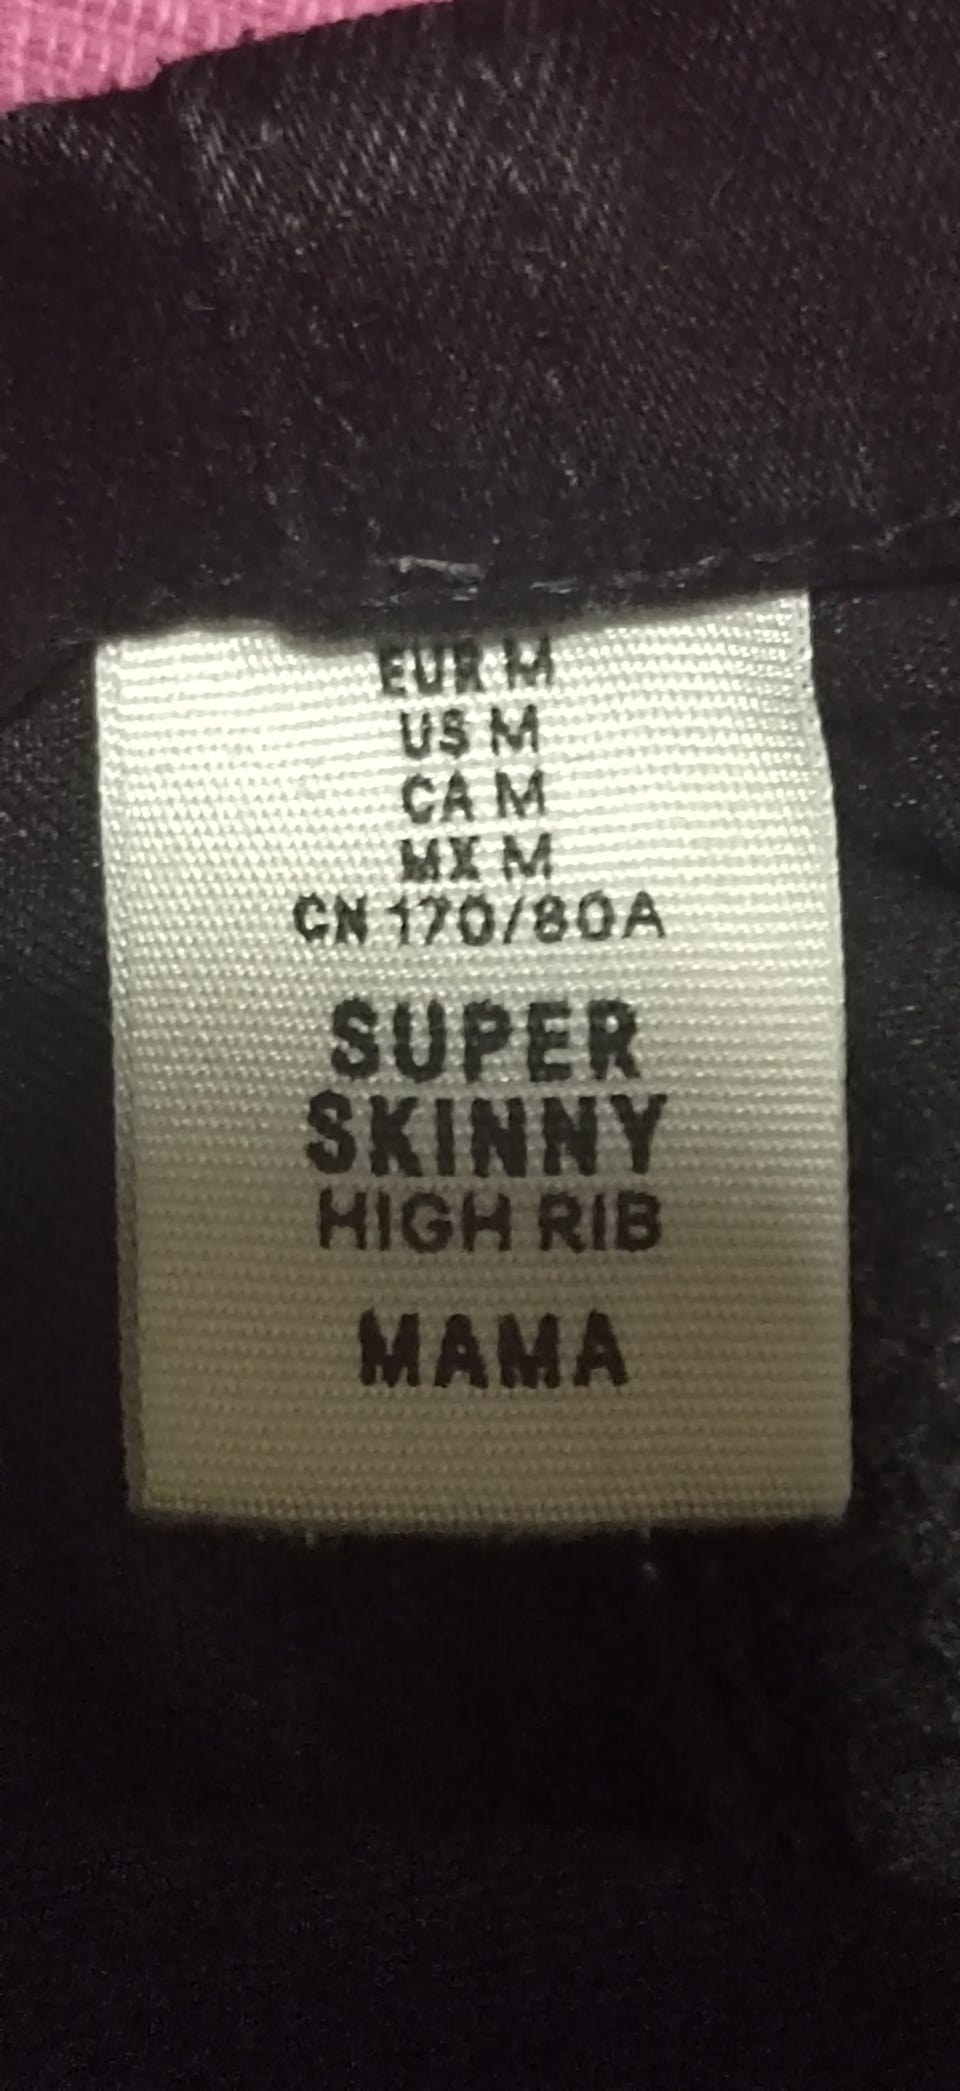 EUR M
US M
CA M
MX M
CN 170/80A
SUPER
SKINNY
HIGH RIB
MAMA